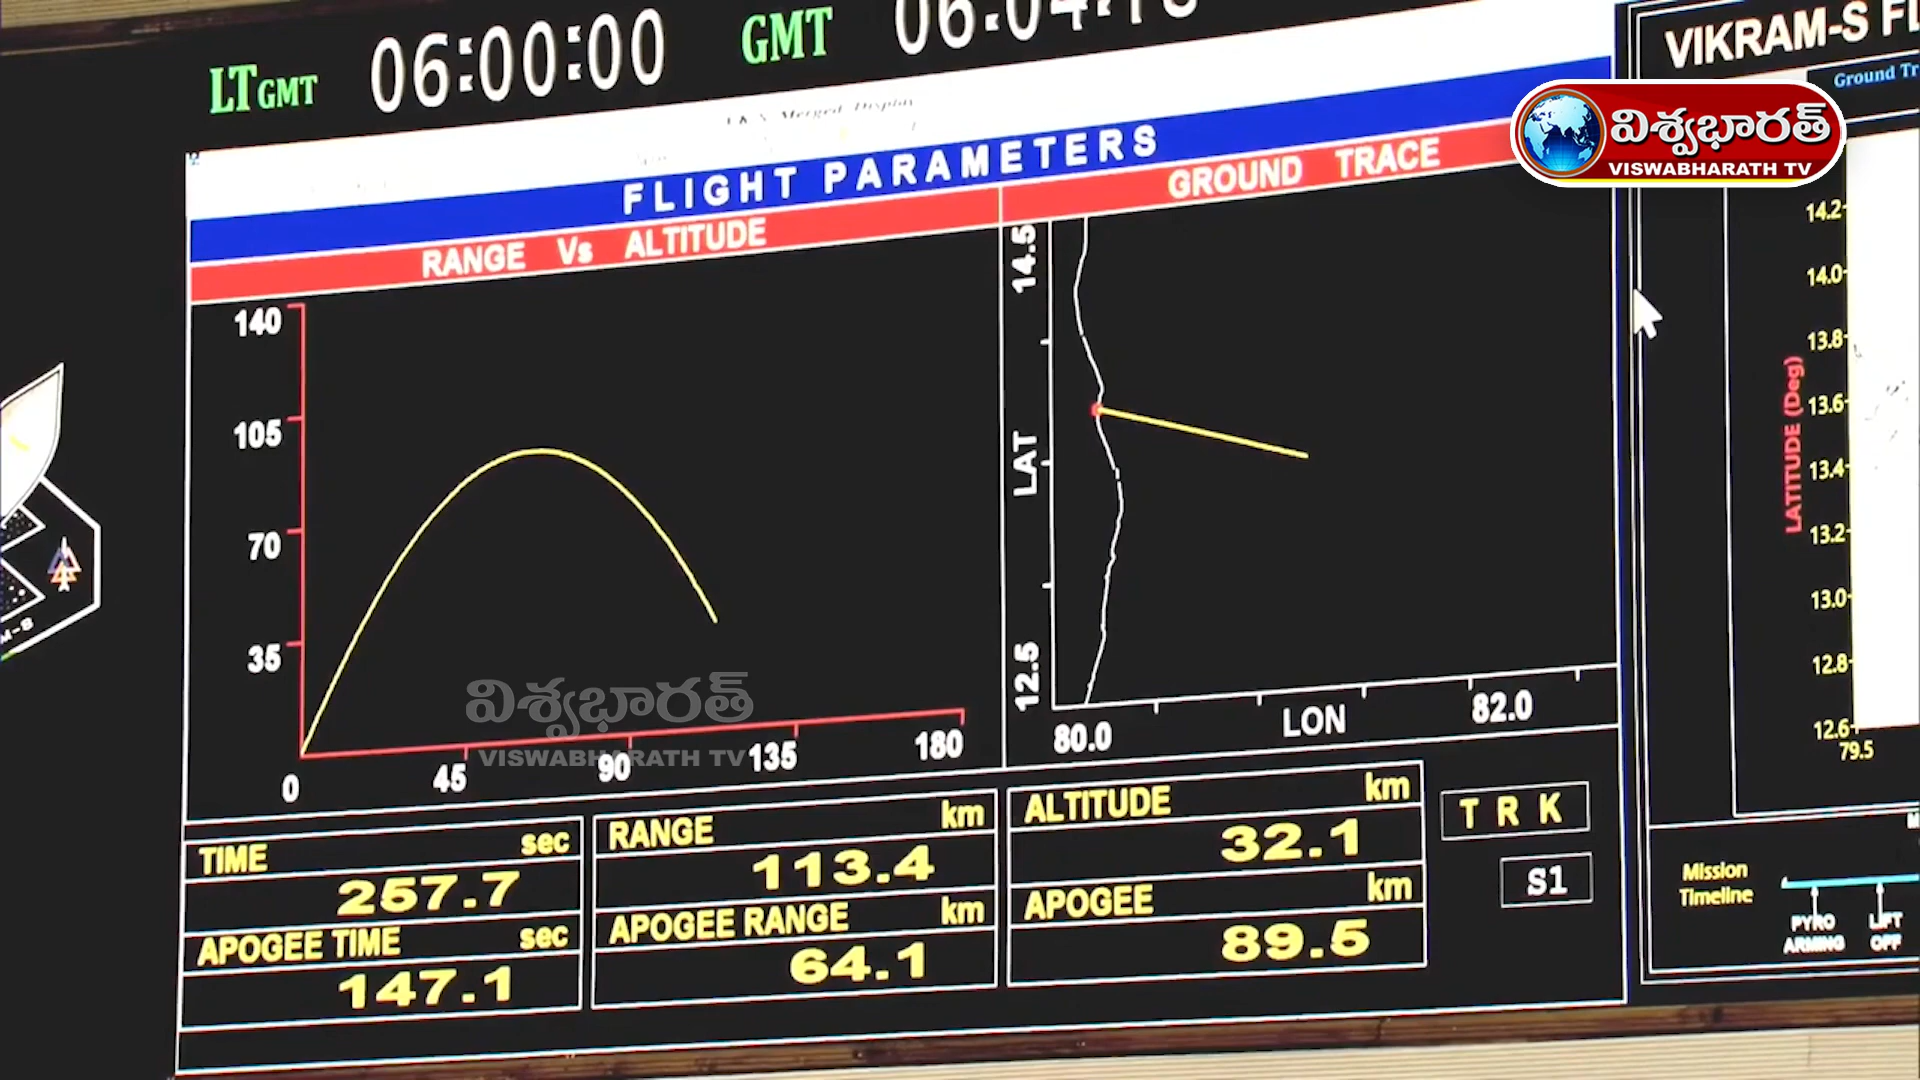 LT GMT 06:00:00 GMT
VIKRAM-S
విశ్వభారత్
VISWABHARATH TV
Merged Display
FLIGHT PARAMETERS
RANGE Vs ALTITUDE
GROUND TRACE
Ground Tr
140
105
70
35
0 45 90 135 180
14.5
LAT
12.5
80.0 LON 82.0
విశ్వభారత్
VISWABHARATH TV
TIME sec
257.7
APOGEE TIME sec
147.1
RANGE km
113.4
APOGEE RANGE km
64.1
ALTITUDE km
32.1
APOGEE km
89.5
TRK
S1
LATITUDE (Deg)
14.2
14.0
13.8
13.6
13.4
13.2
13.0
12.8
12.6
79.5
Mission
Timeline
PYRO
ARMING
LIFT
OFF
M-S